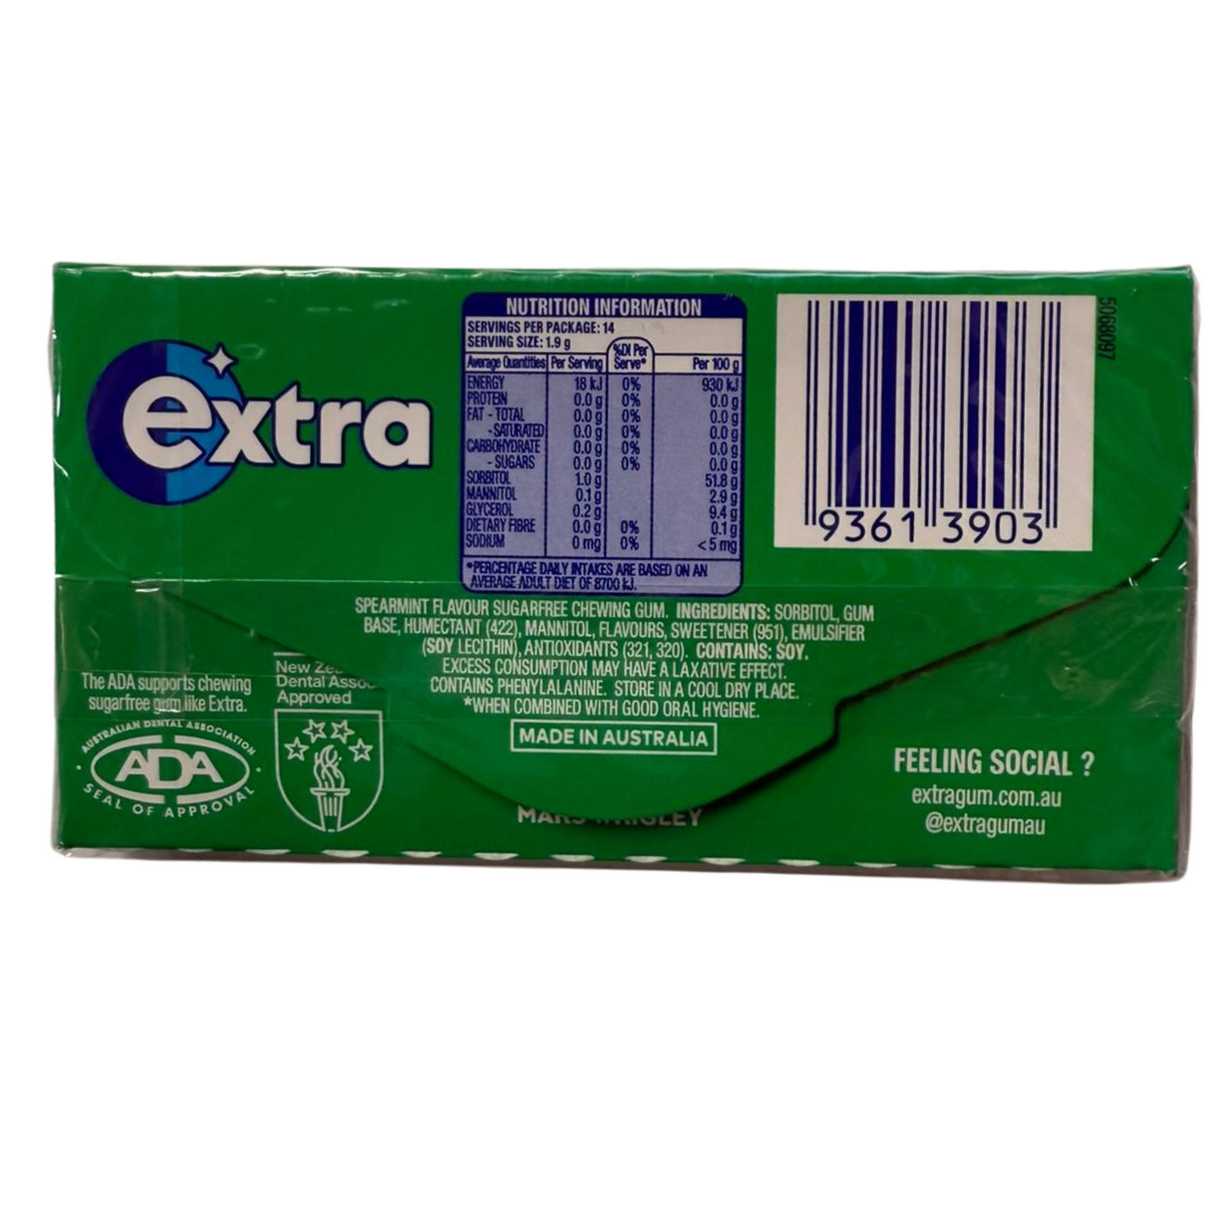 extra
NUTRITION INFORMATION
SERVINGS PER PACKAGE: 14
SERVING SIZE: 1.9 g
Average Quantities Per Serving %DI Per Serve* Per 100 g
ENERGY 18 kJ 0% 930 kJ
PROTEIN 0.0 g 0% 0.0 g
FAT - TOTAL 0.0 g 0% 0.0 g
- SATURATED 0.0 g 0% 0.0 g
CARBOHYDRATE 0.0 g 0% 0.0 g
- SUGARS 0.0 g 0% 0.0 g
SORBITOL 1.0 g 51.8 g
MANNITOL 0.1 g 2.9 g
GLYCEROL 0.2 g 9.4 g
DIETARY FIBRE 0.0 g 0% 0.1 g
SODIUM 0 mg 0% < 5 mg
*PERCENTAGE DAILY INTAKES ARE BASED ON AN
AVERAGE ADULT DIET OF 8700 kJ.
9361 3903
5068097
SPEARMINT FLAVOUR SUGARFREE CHEWING GUM. INGREDIENTS: SORBITOL, GUM
BASE, HUMECTANT (422), MANNITOL, FLAVOURS, SWEETENER (951), EMULSIFIER
(SOY LECITHIN), ANTIOXIDANTS (321, 320). CONTAINS: SOY.
EXCESS CONSUMPTION MAY HAVE A LAXATIVE EFFECT.
CONTAINS PHENYLALANINE. STORE IN A COOL DRY PLACE.
*WHEN COMBINED WITH GOOD ORAL HYGIENE.
MADE IN AUSTRALIA
The ADA supports chewing
sugarfree gum like Extra.
AUSTRALIAN DENTAL ASSOCIATION
ADA
SEAL OF APPROVAL
New
Dental
Approved
FEELING SOCIAL ?
extragum.com.au
@extragumau